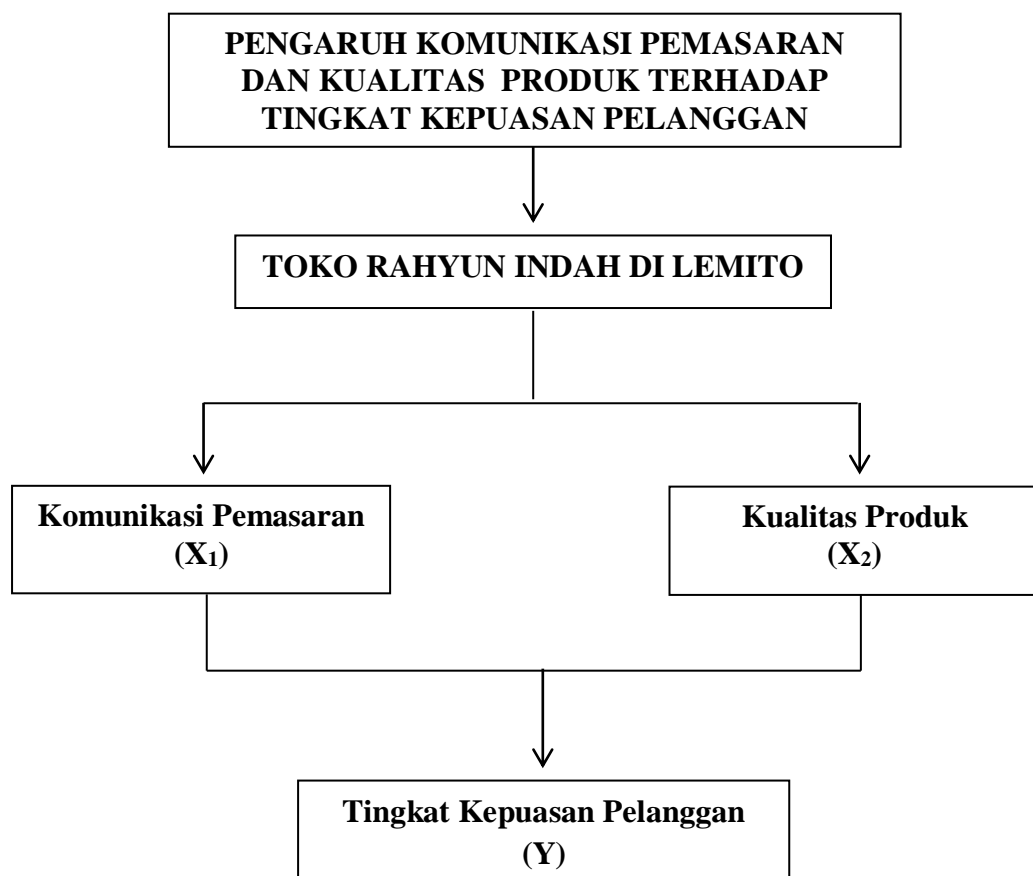 PENGARUH KOMUNIKASI PEMASARAN
DAN KUALITAS  PRODUK TERHADAP
TINGKAT KEPUASAN PELANGGAN
TOKO RAHYUN INDAH DI LEMITO
Komunikasi Pemasaran
(X₁)
Kualitas Produk
(X₂)
Tingkat Kepuasan Pelanggan
(Y)